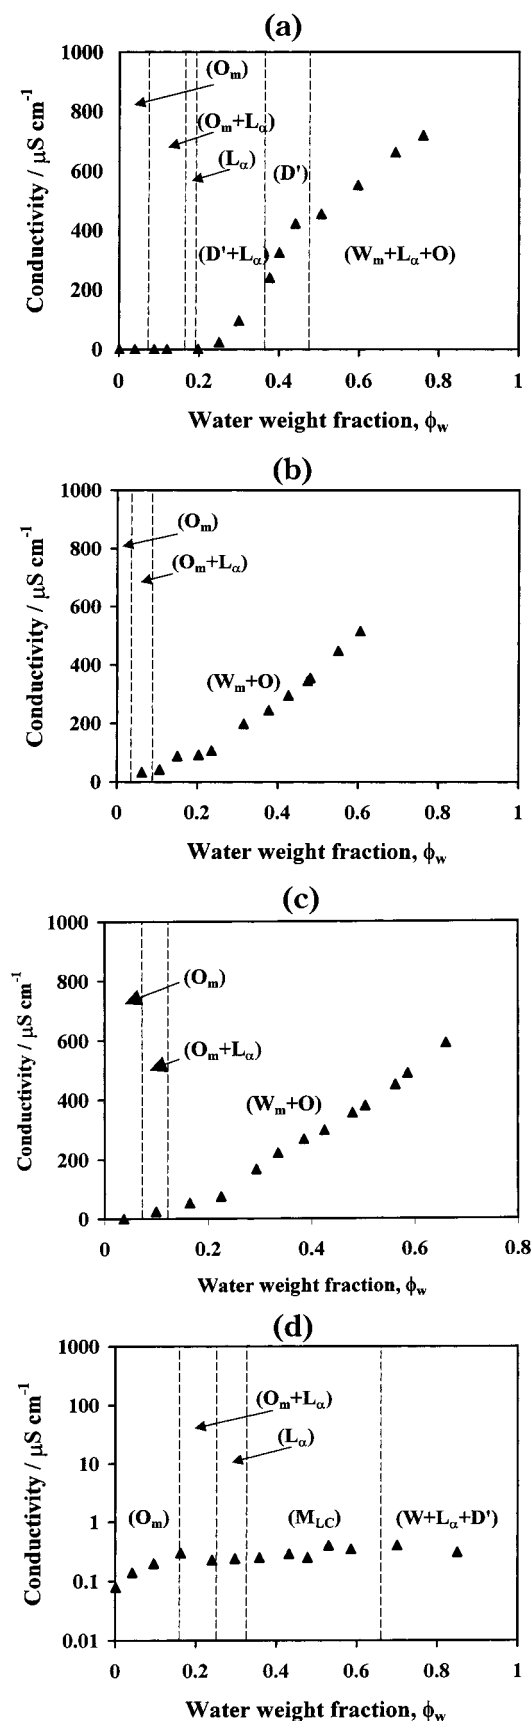 (a)
1000
800
600
400
200
0
Conductivity / μS cm⁻¹
(Oₘ)
(Oₘ+Lα)
(Lα)
(D')
(D'+Lα)
(Wₘ+Lα+O)
0 0.2 0.4 0.6 0.8 1
Water weight fraction, ϕw
(b)
1000
800
600
400
200
0
Conductivity / μS cm⁻¹
(Oₘ)
(Oₘ+Lα)
(Wₘ+O)
0 0.2 0.4 0.6 0.8 1
Water weight fraction, ϕw
(c)
1000
800
600
400
200
0
Conductivity / μS cm⁻¹
(Oₘ)
(Oₘ+Lα)
(Wₘ+O)
0 0.2 0.4 0.6 0.8
Water weight fraction, ϕw
(d)
1000
100
10
1
0.1
0.01
Conductivity / μS cm⁻¹
(Oₘ+Lα)
(Lα)
(Oₘ)
(M_LC)
(W+Lα+D')
0 0.2 0.4 0.6 0.8 1
Water weight fraction, ϕw